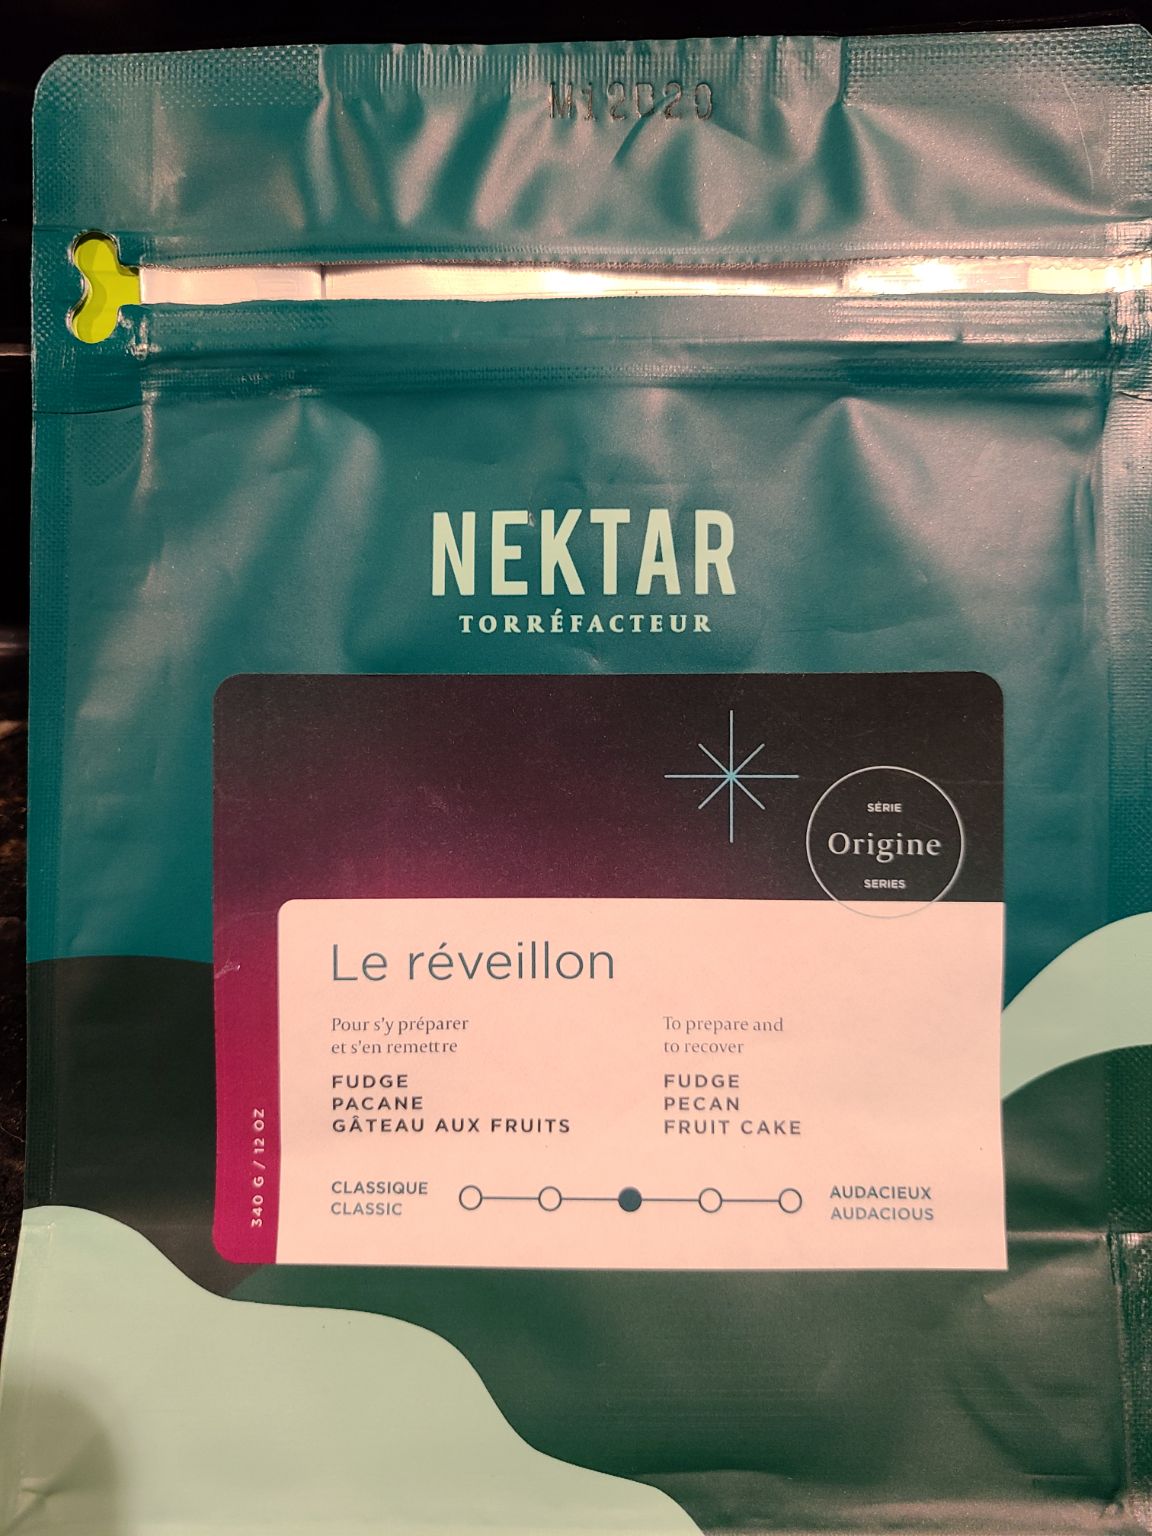 NEKTAR
TORRÉFACTEUR
SÉRIE
Origine
SERIES
Le réveillon
Pour s'y préparer
et s'en remettre
FUDGE
PACANE
GÂTEAU AUX FRUITS
To prepare and
to recover
FUDGE
PECAN
FRUIT CAKE
CLASSIQUE
CLASSIC
AUDACIEUX
AUDACIOUS
340 G / 12 OZ